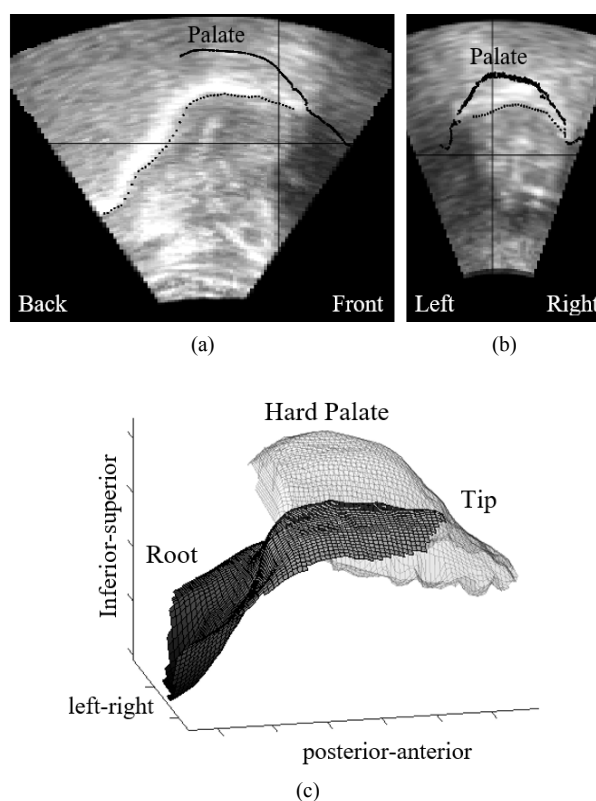 Palate
Back
Front
(a)
Palate
Left
Right
(b)
Hard Palate
Tip
Root
Inferior-superior
left-right
posterior-anterior
(c)